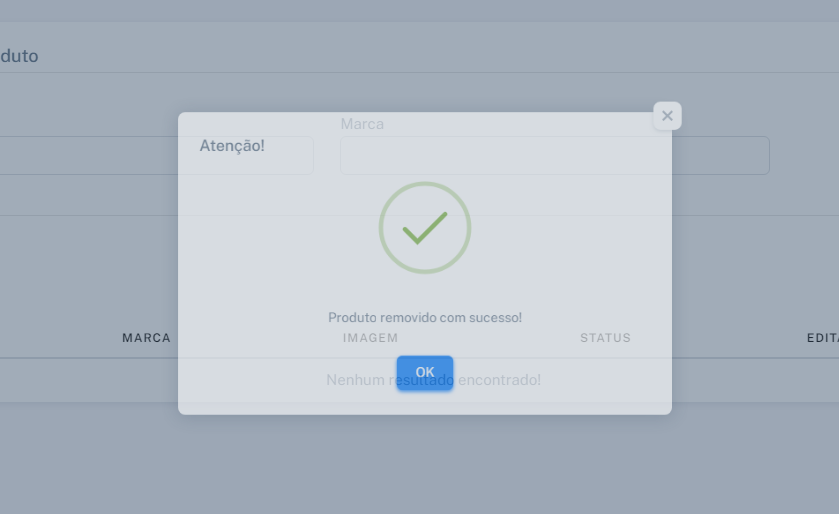 duto
Marca
Atenção!
Produto removido com sucesso!
MARCA IMAGEM STATUS EDITA
OK
Nenhum resultado encontrado!